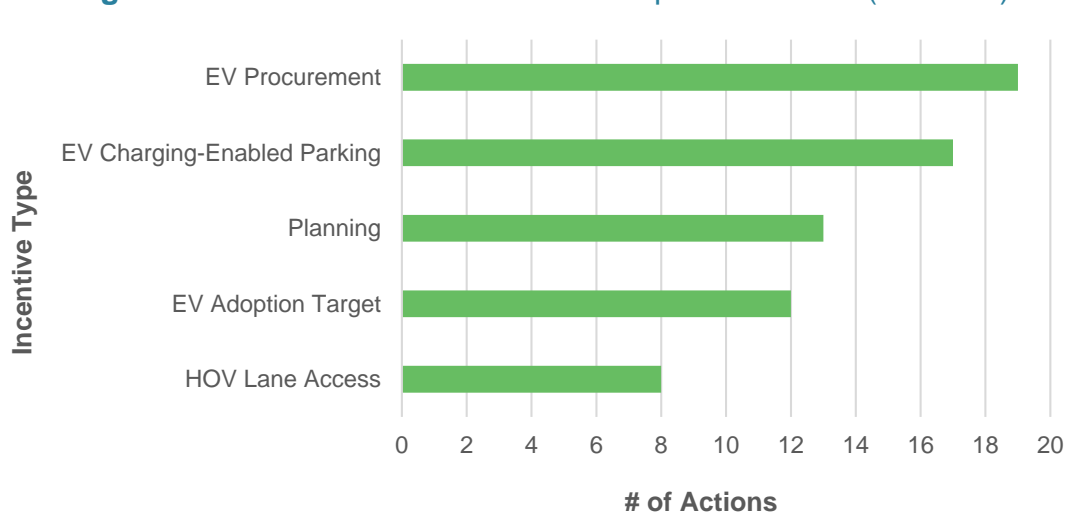 EV Procurement
EV Charging-Enabled Parking
Planning
EV Adoption Target
HOV Lane Access
Incentive Type
0 2 4 6 8 10 12 14 16 18 20
# of Actions